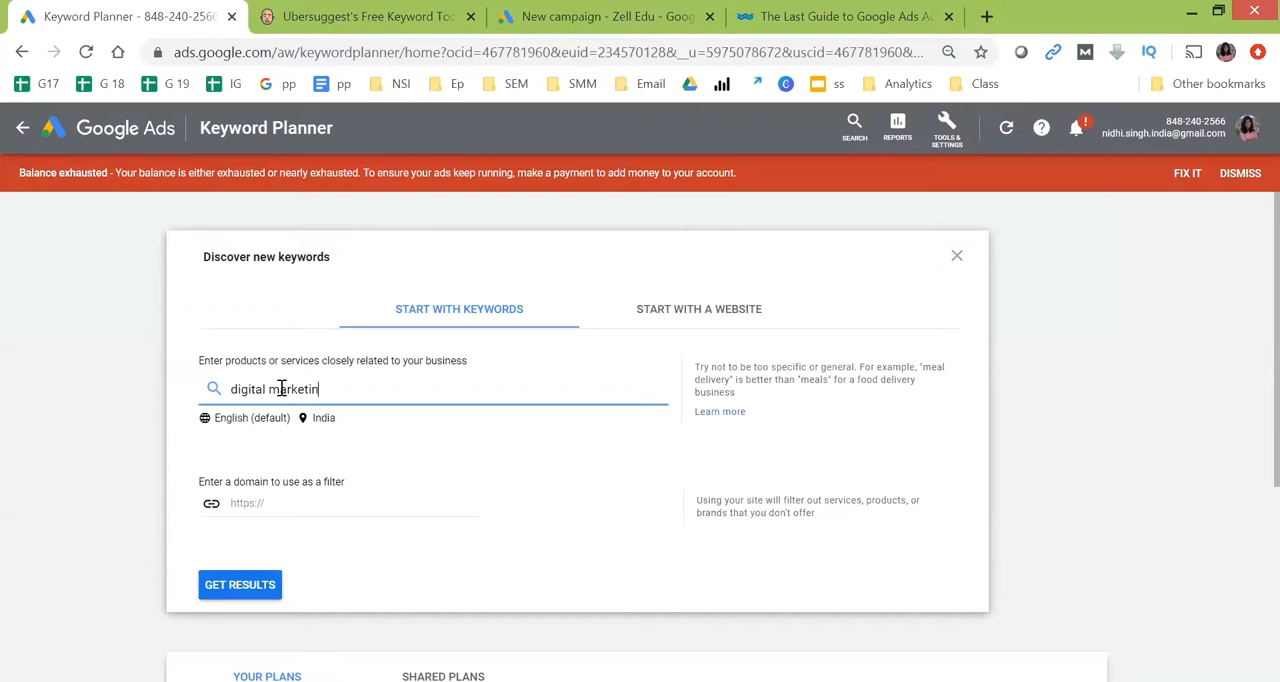 Keyword Planner - 848-240-2566
Ubersuggest's Free Keyword Too
New campaign - Zell Edu - Goog
The Last Guide to Google Ads Ac
ads.google.com/aw/keywordplanner/home?ocid=467781960&euid=234570128&__u=5975078672&uscid=467781960&...
G17
G 18
G 19
IG
pp
pp
NSI
Ep
SEM
SMM
Email
ss
Analytics
Class
Other bookmarks
Google Ads
Keyword Planner
SEARCH
REPORTS
TOOLS &
SETTINGS
848-240-2566
nidhi.singh.india@gmail.com
Balance exhausted - Your balance is either exhausted or nearly exhausted. To ensure your ads keep running, make a payment to add money to your account.
FIX IT
DISMISS
Discover new keywords
START WITH KEYWORDS
START WITH A WEBSITE
Enter products or services closely related to your business
digital marketin
English (default)
India
Try not to be too specific or general. For example, "meal
delivery" is better than "meals" for a food delivery
business
Learn more
Enter a domain to use as a filter
https://
Using your site will filter out services, products, or
brands that you don't offer
GET RESULTS
YOUR PLANS
SHARED PLANS